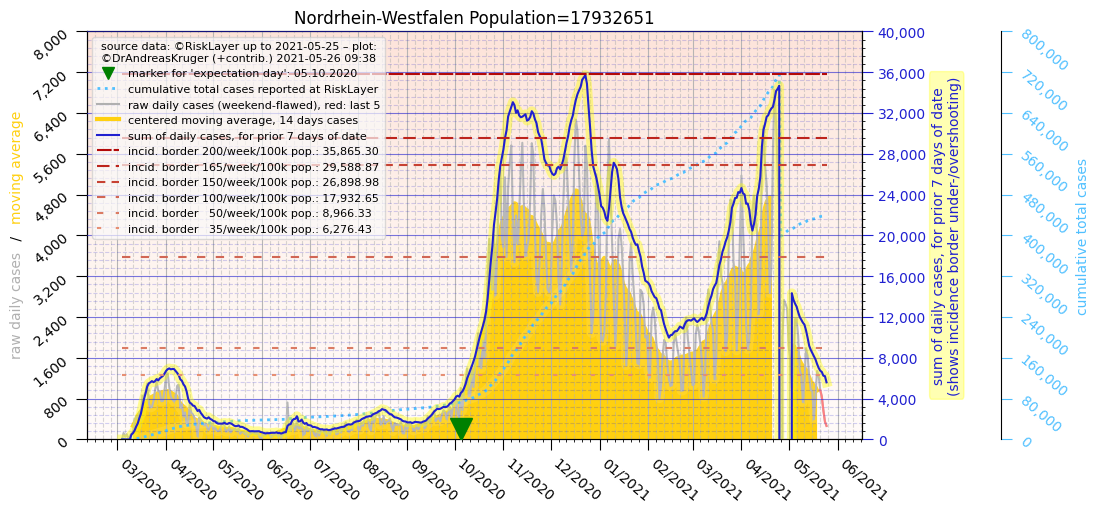 Nordrhein-Westfalen Population=17932651
source data: ©RiskLayer up to 2021-05-25 – plot:
©DrAndreasKruger (+contrib.) 2021-05-26 09:38
marker for 'expectation day': 05.10.2020
cumulative total cases reported at RiskLayer
raw daily cases (weekend-flawed), red: last 5
centered moving average, 14 days cases
sum of daily cases, for prior 7 days of date
incid. border 200/week/100k pop.: 35,865.30
incid. border 165/week/100k pop.: 29,588.87
incid. border 150/week/100k pop.: 26,898.98
incid. border 100/week/100k pop.: 17,932.65
incid. border   50/week/100k pop.: 8,966.33
incid. border   35/week/100k pop.: 6,276.43
raw daily cases / moving average
8,000
7,200
6,400
5,600
4,800
4,000
3,200
2,400
1,600
800
0
03/2020
04/2020
05/2020
06/2020
07/2020
08/2020
09/2020
10/2020
11/2020
12/2020
01/2021
02/2021
03/2021
04/2021
05/2021
06/2021
40,000
36,000
32,000
28,000
24,000
20,000
16,000
12,000
8,000
4,000
0
sum of daily cases, for prior 7 days of date
(shows incidence border under-/overshooting)
800,000
720,000
640,000
560,000
480,000
400,000
320,000
240,000
160,000
80,000
0
cumulative total cases